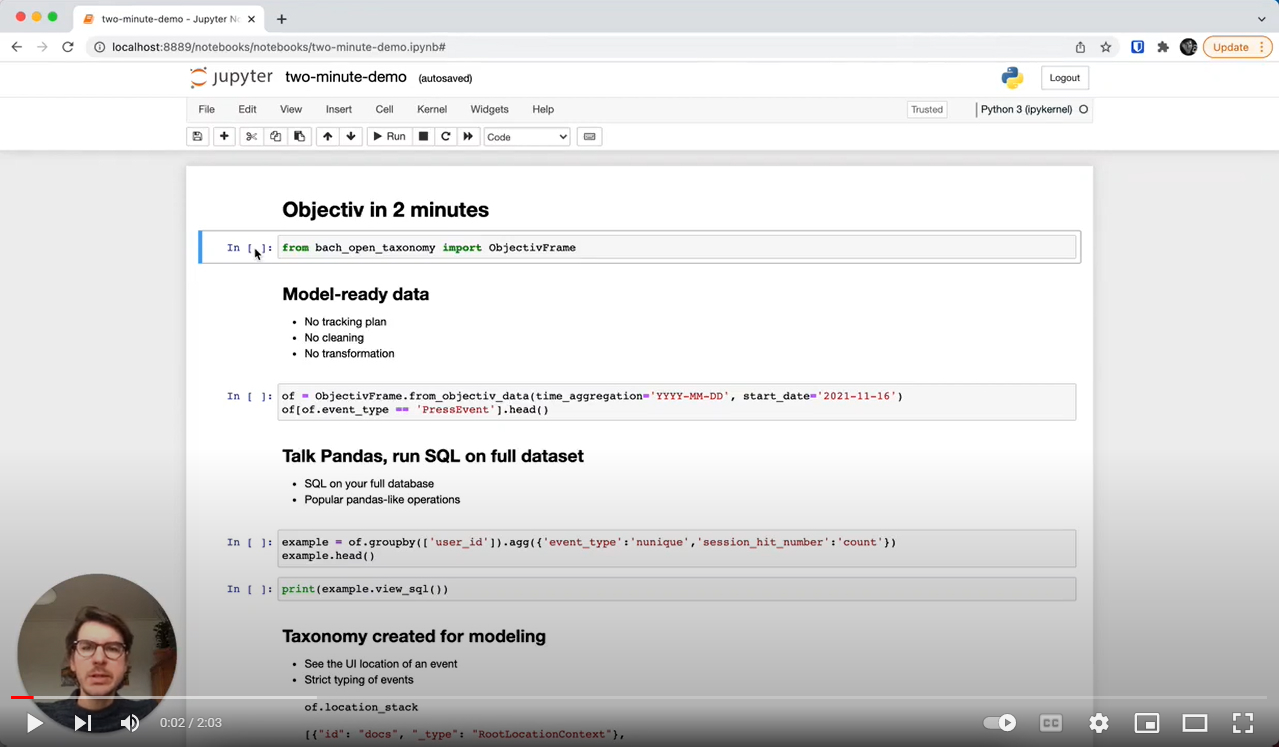 two-minute-demo - Jupyter No
localhost:8889/notebooks/notebooks/two-minute-demo.ipynb#
Update
jupyter two-minute-demo (autosaved)
Logout
File Edit View Insert Cell Kernel Widgets Help
Trusted
Python 3 (ipykernel)
Run
Code
Objectiv in 2 minutes
In [ ]: from bach_open_taxonomy import ObjectivFrame
Model-ready data
• No tracking plan
• No cleaning
• No transformation
In [ ]: of = ObjectivFrame.from_objectiv_data(time_aggregation='YYYY-MM-DD', start_date='2021-11-16')
of[of.event_type == 'PressEvent'].head()
Talk Pandas, run SQL on full dataset
• SQL on your full database
• Popular pandas-like operations
In [ ]: example = of.groupby(['user_id']).agg({'event_type':'nunique','session_hit_number':'count'})
example.head()
In [ ]: print(example.view_sql())
Taxonomy created for modeling
• See the UI location of an event
• Strict typing of events
of.location_stack
[{"id": "docs", "_type": "RootLocationContext"},
0:02 / 2:03
CC